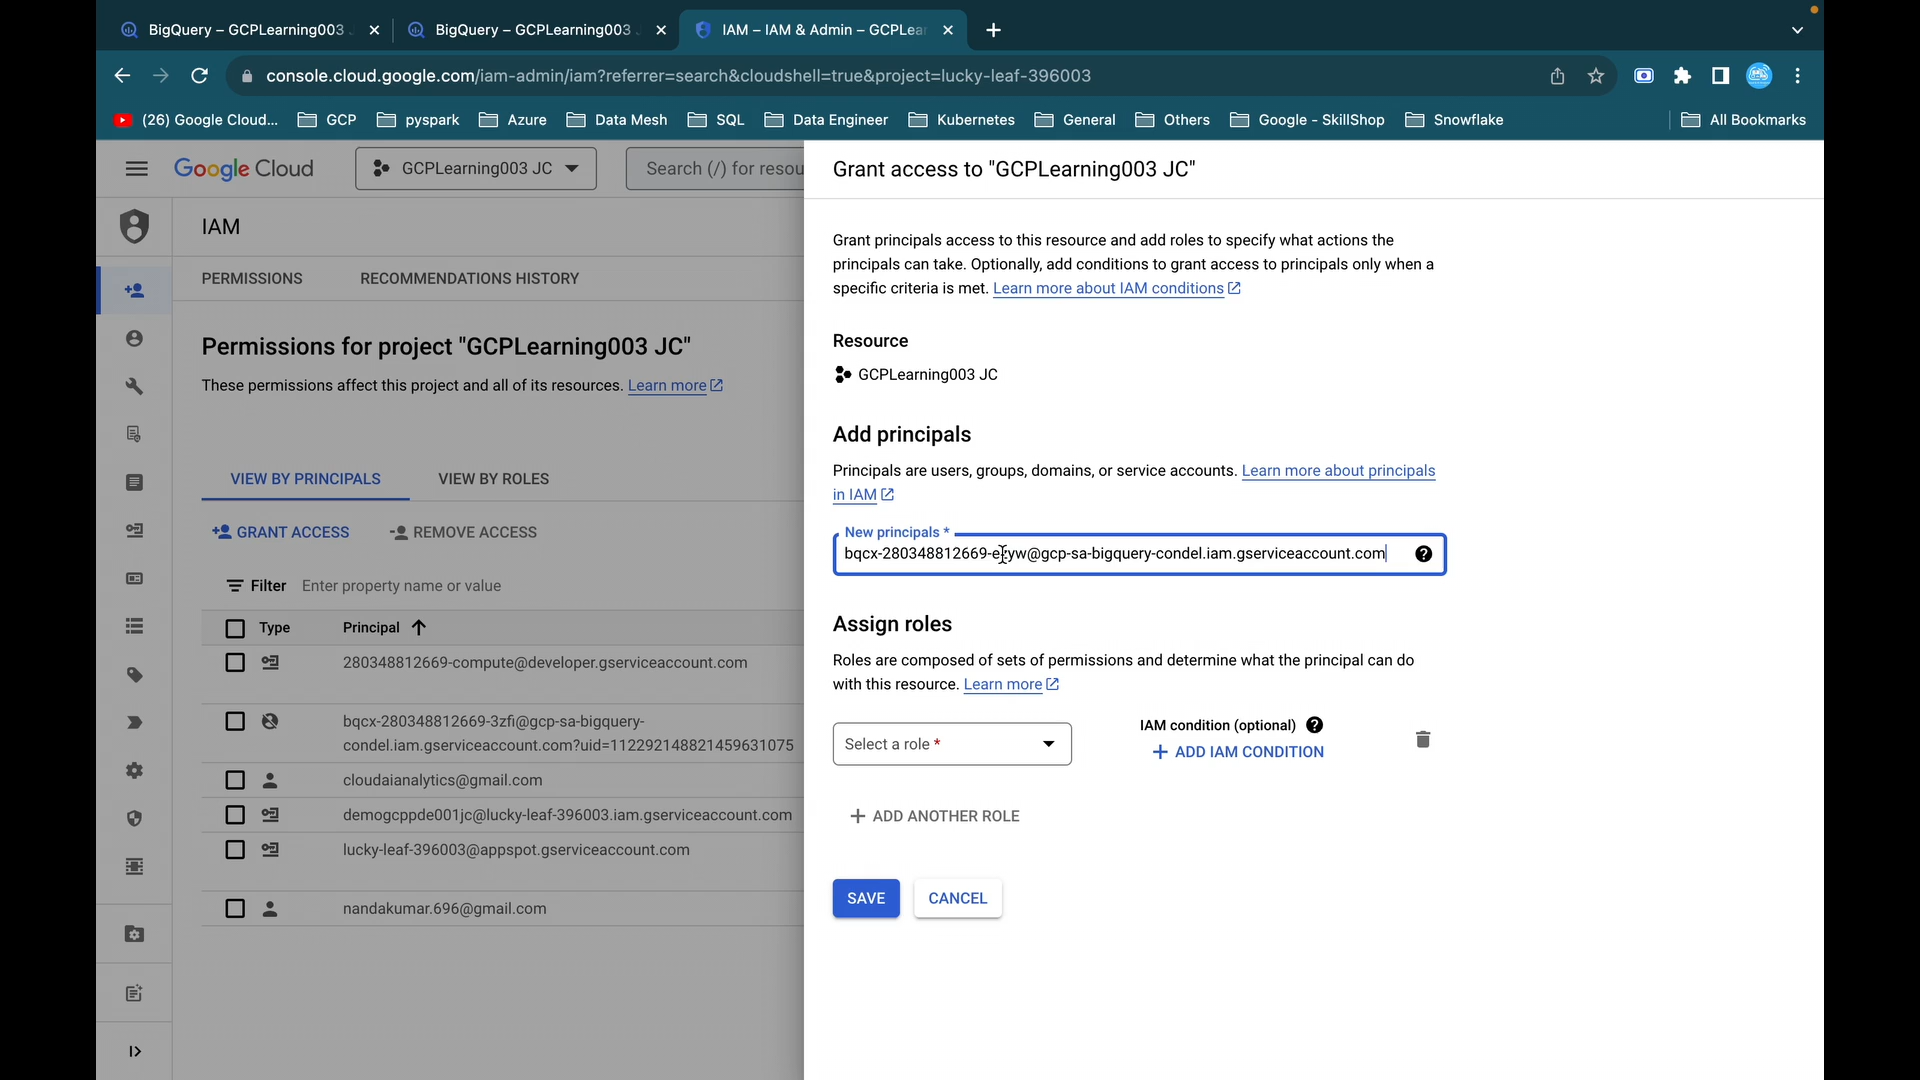 BigQuery – GCPLearning003 J
BigQuery – GCPLearning003
IAM – IAM & Admin – GCPLear
console.cloud.google.com/iam-admin/iam?referrer=search&cloudshell=true&project=lucky-leaf-396003
(26) Google Cloud...
GCP
pyspark
Azure
Data Mesh
SQL
Data Engineer
Kubernetes
General
Others
Google - SkillShop
Snowflake
All Bookmarks
Google Cloud
GCPLearning003 JC
Search (/) for resou
IAM
PERMISSIONS
RECOMMENDATIONS HISTORY
Permissions for project "GCPLearning003 JC"
These permissions affect this project and all of its resources. Learn more
VIEW BY PRINCIPALS
VIEW BY ROLES
GRANT ACCESS
REMOVE ACCESS
Filter Enter property name or value
Type
Principal
280348812669-compute@developer.gserviceaccount.com
bqcx-280348812669-3zfi@gcp-sa-bigquery-
condel.iam.gserviceaccount.com?uid=112292148821459631075
cloudaianalytics@gmail.com
demogcppde001jc@lucky-leaf-396003.iam.gserviceaccount.com
lucky-leaf-396003@appspot.gserviceaccount.com
nandakumar.696@gmail.com
Grant access to "GCPLearning003 JC"
Grant principals access to this resource and add roles to specify what actions the
principals can take. Optionally, add conditions to grant access to principals only when a
specific criteria is met. Learn more about IAM conditions
Resource
GCPLearning003 JC
Add principals
Principals are users, groups, domains, or service accounts. Learn more about principals
in IAM
New principals *
Assign roles
Roles are composed of sets of permissions and determine what the principal can do
with this resource. Learn more
Select a role *
IAM condition (optional)
+ ADD IAM CONDITION
+ ADD ANOTHER ROLE
SAVE
CANCEL